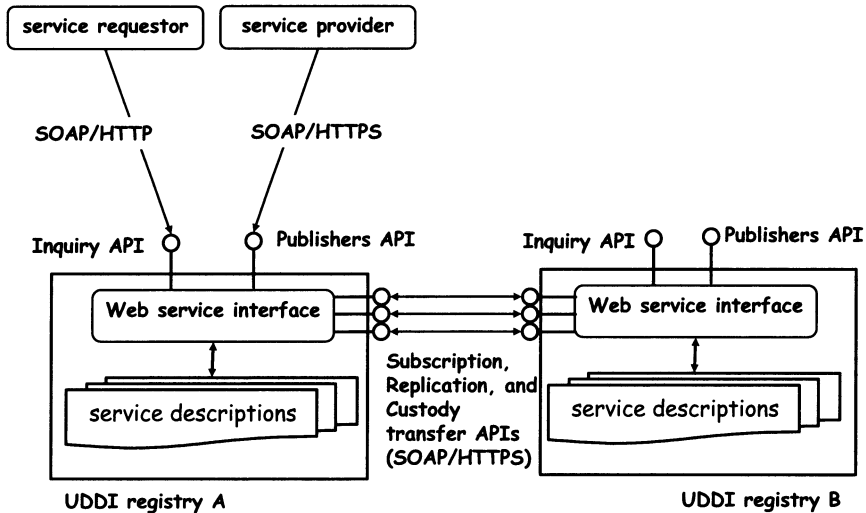 service requestor
service provider
SOAP/HTTP
SOAP/HTTPS
Inquiry API
Publishers API
Inquiry API
Publishers API
Web service interface
Web service interface
Subscription,
Replication, and
Custody
transfer APIs
(SOAP/HTTPS)
service descriptions
service descriptions
UDDI registry A
UDDI registry B